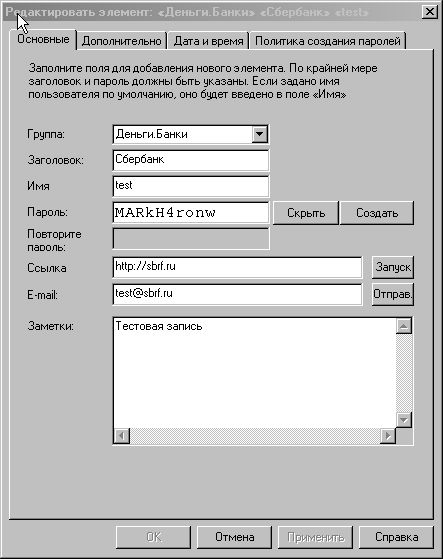 Редактировать элемент: «Деньги.Банки» «Сбербанк» «test»
Основные Дополнительно Дата и время Политика создания паролей
Заполните поля для добавления нового элемента. По крайней мере
заголовок и пароль должны быть указаны. Если задано имя
пользователя по умолчанию, оно будет введено в поле «Имя»
Группа: Деньги.Банки
Заголовок: Сбербанк
Имя test
Пароль: MARkH4ronw Скрыть Создать
Повторите
пароль:
Ссылка http://sbrf.ru Запуск
E-mail: test@sbrf.ru Отправ.
Заметки: Тестовая запись
OK Отмена Применить Справка